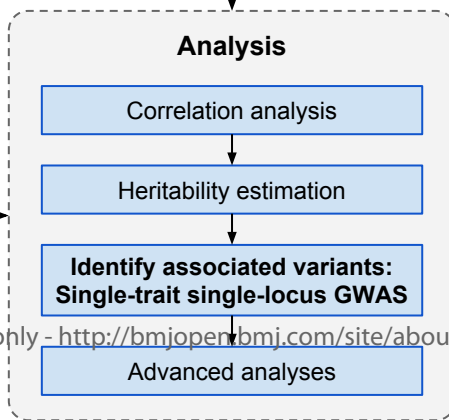 Analysis
Correlation analysis
Heritability estimation
Identify associated variants:
Single-trait single-locus GWAS
only - http://bmjopen.bmj.com/site/abou
Advanced analyses